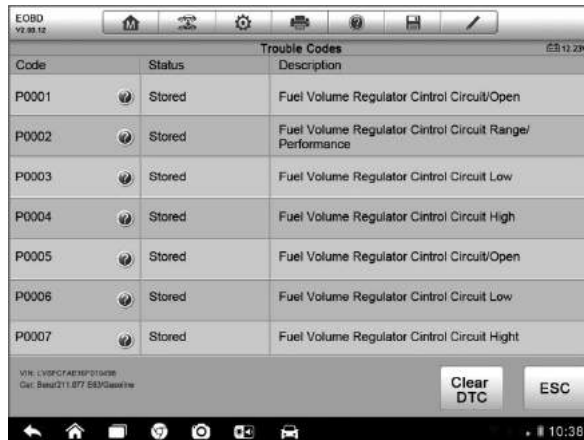 EOBD
V2.00.12
Trouble Codes
Code Status Description
P0001 Stored Fuel Volume Regulator Cintrol Circuit/Open
P0002 Stored Fuel Volume Regulator Cintrol Circuit Range/
Performance
P0003 Stored Fuel Volume Regulator Cintrol Circuit Low
P0004 Stored Fuel Volume Regulator Cintrol Circuit High
P0005 Stored Fuel Volume Regulator Cintrol Circuit/Open
P0006 Stored Fuel Volume Regulator Cintrol Circuit Low
P0007 Stored Fuel Volume Regulator Cintrol Circuit Hight
VIN:
Car:
Clear
DTC
ESC
10:38